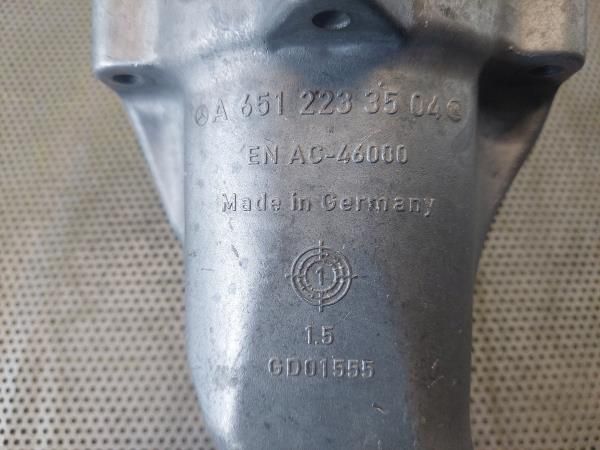 A 651 223 35 04
EN AC-46000
Made in Germany
1
1.5
GD01555